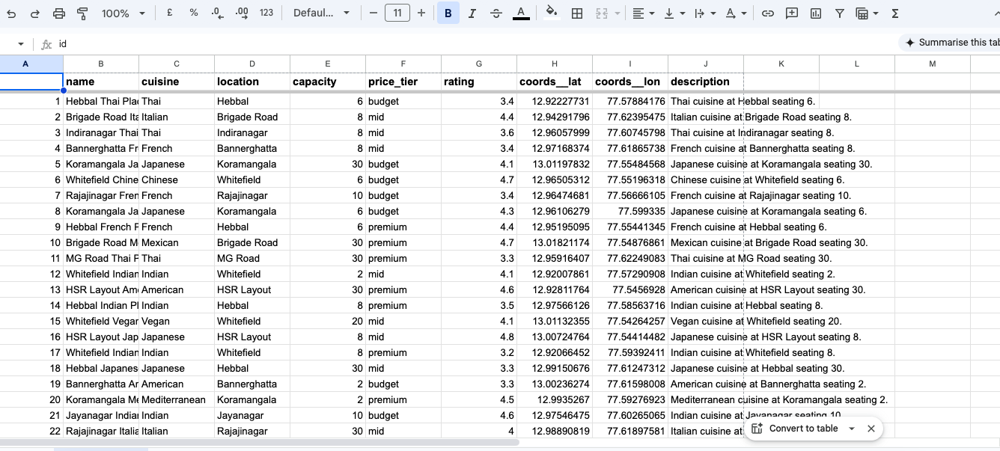 100% £ % .0 .00 123 Defaul... 11 B I A Σ
fx id Summarise this tab
A B C D E F G H I J K L M
name cuisine location capacity price_tier rating coords__lat coords__lon description
1 Hebbal Thai Plac Thai Hebbal 6 budget 3.4 12.92227731 77.57884176 Thai cuisine at Hebbal seating 6.
2 Brigade Road Ita Italian Brigade Road 8 mid 4.4 12.94291796 77.62395475 Italian cuisine at Brigade Road seating 8.
3 Indiranagar Thai Thai Indiranagar 8 mid 3.6 12.96057999 77.60745798 Thai cuisine at Indiranagar seating 8.
4 Bannerghatta Fr French Bannerghatta 8 mid 3.4 12.97168374 77.61865738 French cuisine at Bannerghatta seating 8.
5 Koramangala Ja Japanese Koramangala 30 budget 4.1 13.01197832 77.55484568 Japanese cuisine at Koramangala seating 30.
6 Whitefield Chine Chinese Whitefield 6 budget 4.7 12.96505312 77.55196318 Chinese cuisine at Whitefield seating 6.
7 Rajajinagar Fren French Rajajinagar 10 budget 3.4 12.96474681 77.56666105 French cuisine at Rajajinagar seating 10.
8 Koramangala Ja Japanese Koramangala 6 budget 4.3 12.96106279 77.599335 Japanese cuisine at Koramangala seating 6.
9 Hebbal French P French Hebbal 6 premium 4.4 12.95195095 77.55441345 French cuisine at Hebbal seating 6.
10 Brigade Road M Mexican Brigade Road 30 premium 4.7 13.01821174 77.54876861 Mexican cuisine at Brigade Road seating 30.
11 MG Road Thai P Thai MG Road 30 premium 3.3 12.95916407 77.62249083 Thai cuisine at MG Road seating 30.
12 Whitefield Indian Indian Whitefield 2 mid 4.1 12.92007861 77.57290908 Indian cuisine at Whitefield seating 2.
13 HSR Layout Ame American HSR Layout 30 premium 4.6 12.92811764 77.5456928 American cuisine at HSR Layout seating 30.
14 Hebbal Indian Pl Indian Hebbal 8 premium 3.5 12.97566126 77.58563716 Indian cuisine at Hebbal seating 8.
15 Whitefield Vegan Vegan Whitefield 20 mid 4.1 13.01132355 77.54264257 Vegan cuisine at Whitefield seating 20.
16 HSR Layout Jap Japanese HSR Layout 8 mid 4.8 13.00724764 77.54414482 Japanese cuisine at HSR Layout seating 8.
17 Whitefield Indian Indian Whitefield 8 premium 3.2 12.92066452 77.59392411 Indian cuisine at Whitefield seating 8.
18 Hebbal Japanes Japanese Hebbal 30 mid 3.3 12.99150676 77.61247312 Japanese cuisine at Hebbal seating 30.
19 Bannerghatta Am American Bannerghatta 2 budget 3.3 13.00236274 77.61598008 American cuisine at Bannerghatta seating 2.
20 Koramangala Me Mediterranean Koramangala 2 premium 4.5 12.9935267 77.59276923 Mediterranean cuisine at Koramangala seating 2.
21 Jayanagar Indian Indian Jayanagar 10 budget 4.6 12.97546475 77.60265065 Indian cuisine at Jayanagar seating 10.
22 Rajajinagar Italia Italian Rajajinagar 30 mid 4 12.98890819 77.61897581 Italian cuisine at
Convert to table